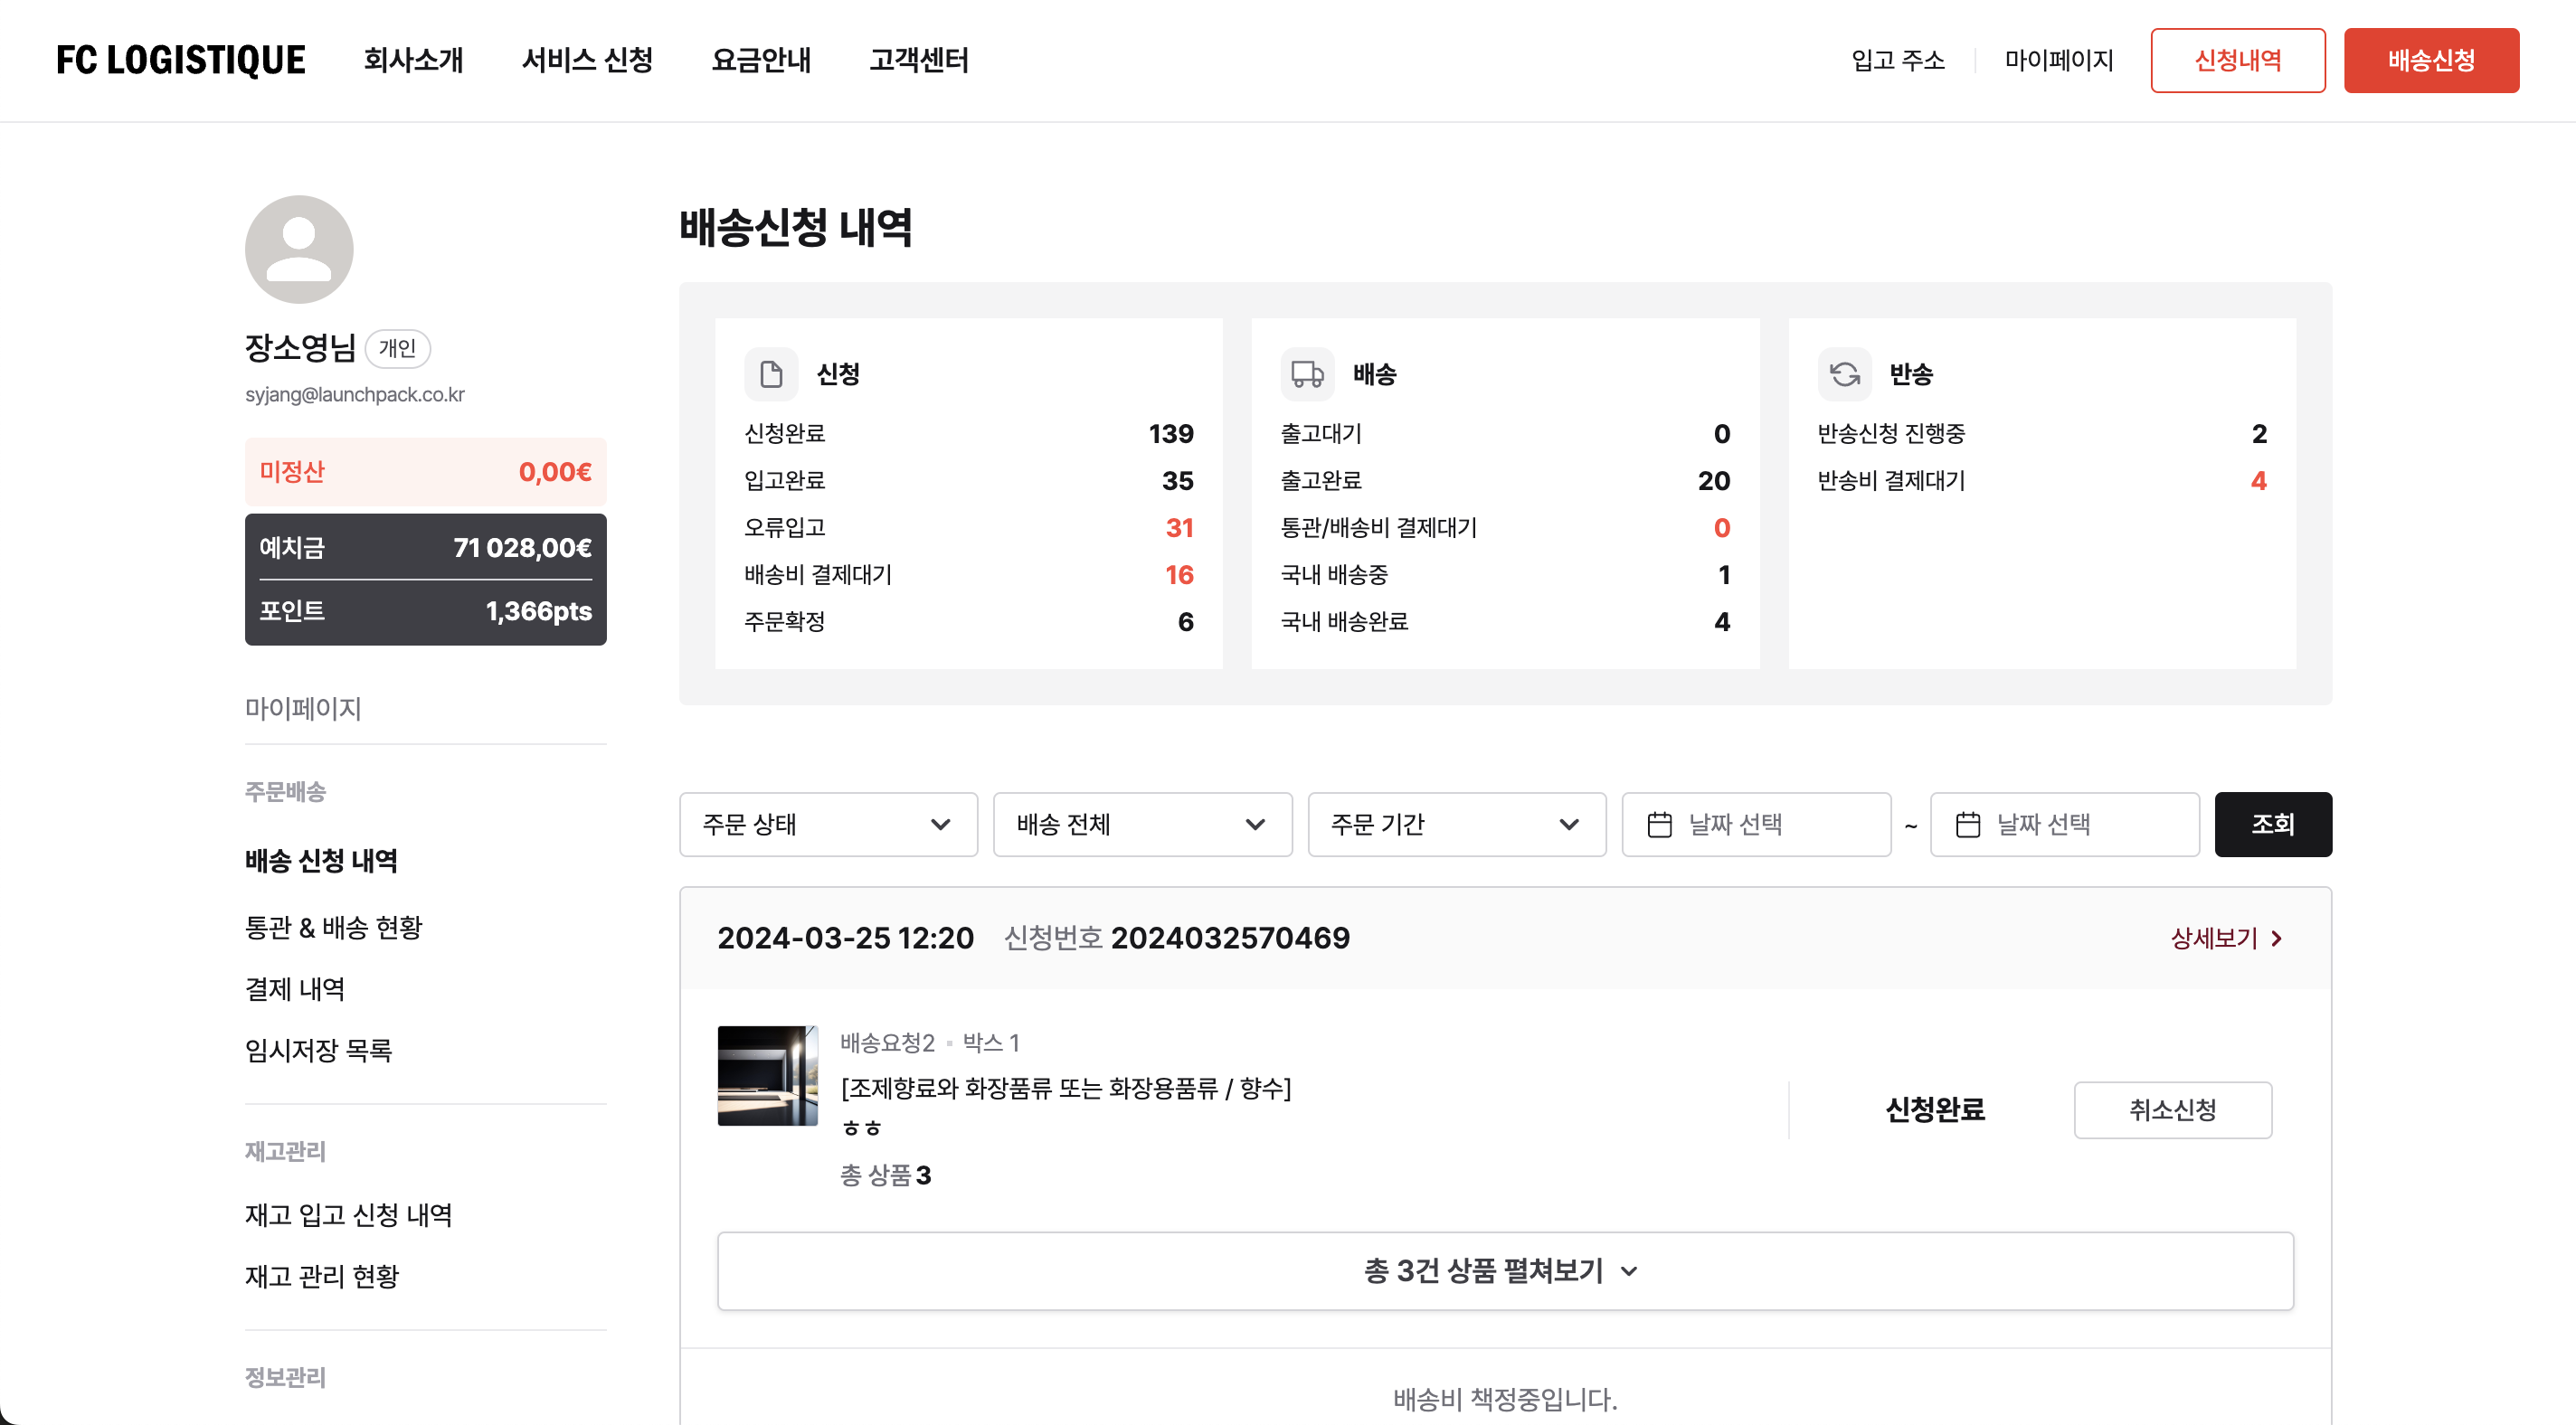 FC LOGISTIQUE 회사소개 서비스 신청 요금안내 고객센터 입고 주소 마이페이지 신청내역 배송신청
장소영님 개인
syjang@launchpack.co.kr
미정산 0,00€
예치금 71 028,00€
포인트 1,366pts
마이페이지
주문배송
배송 신청 내역
통관 & 배송 현황
결제 내역
임시저장 목록
재고관리
재고 입고 신청 내역
재고 관리 현황
정보관리
배송신청 내역
신청
신청완료 139
입고완료 35
오류입고 31
배송비 결제대기 16
주문확정 6
배송
출고대기 0
출고완료 20
통관/배송비 결제대기 0
국내 배송중 1
국내 배송완료 4
반송
반송신청 진행중 2
반송비 결제대기 4
주문 상태 배송 전체 주문 기간 날짜 선택 ~ 날짜 선택 조회
2024-03-25 12:20 신청번호 2024032570469 상세보기
배송요청2 박스 1
[조제향료와 화장품류 또는 화장용품류 / 향수]
ㅎㅎ
총 상품 3
신청완료 취소신청
총 3건 상품 펼쳐보기
배송비 책정중입니다.